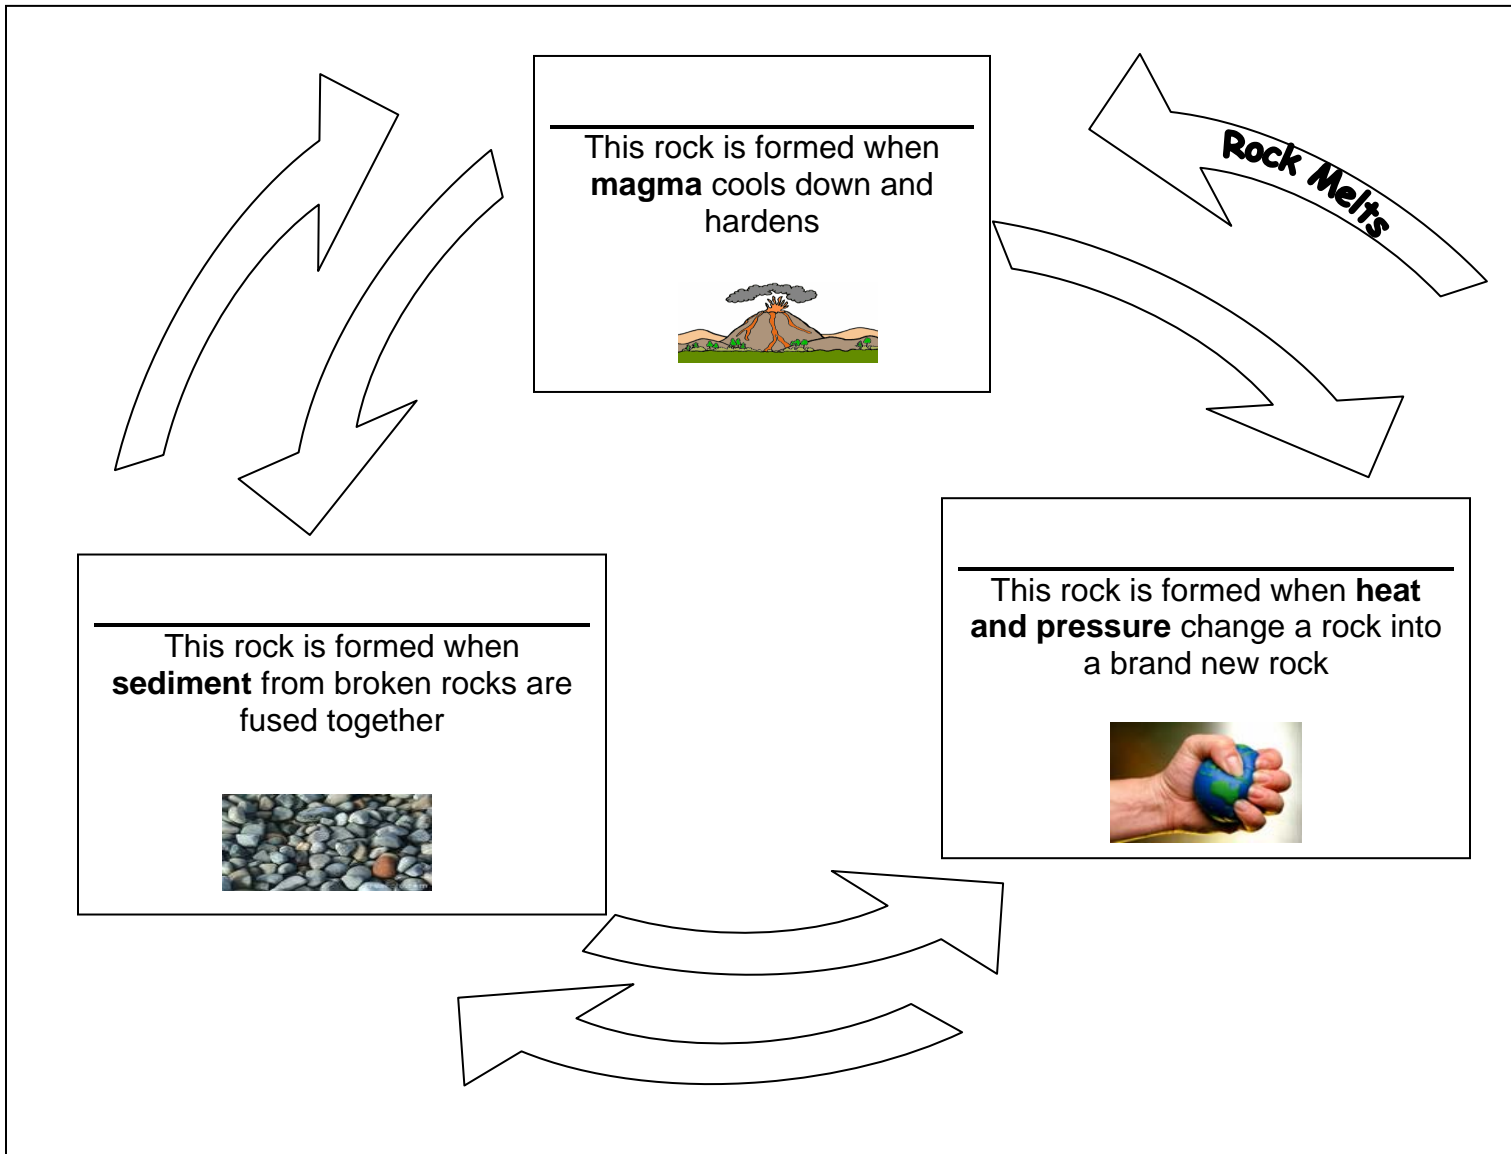 This rock is formed when
magma cools down and
hardens
Rock Melts
This rock is formed when heat
and pressure change a rock into
a brand new rock
This rock is formed when
sediment from broken rocks are
fused together